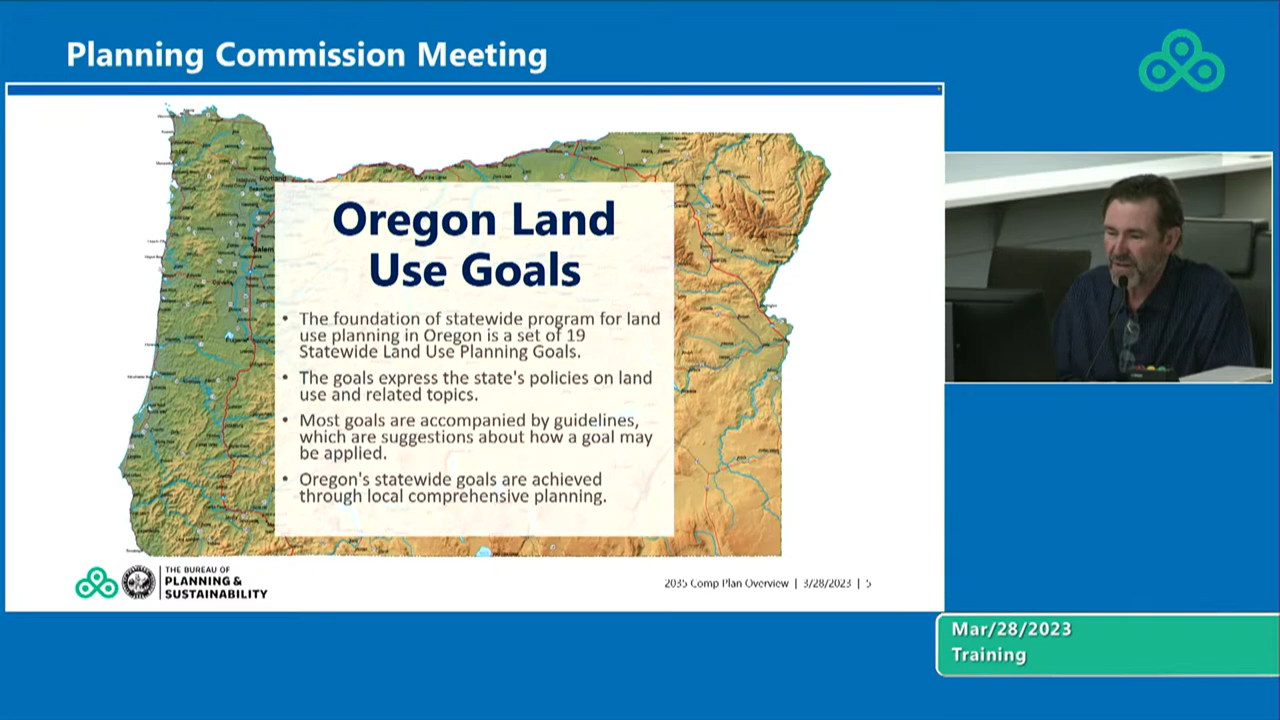 Planning Commission Meeting
Portland
Salem
Oregon Land
Use Goals
• The foundation of statewide program for land
use planning in Oregon is a set of 19
Statewide Land Use Planning Goals.
• The goals express the state's policies on land
use and related topics.
• Most goals are accompanied by guidelines,
which are suggestions about how a goal may
be applied.
• Oregon's statewide goals are achieved
through local comprehensive planning.
THE BUREAU OF
PLANNING &
SUSTAINABILITY
2035 Comp Plan Overview | 3/28/2023 | 5
Mar/28/2023
Training